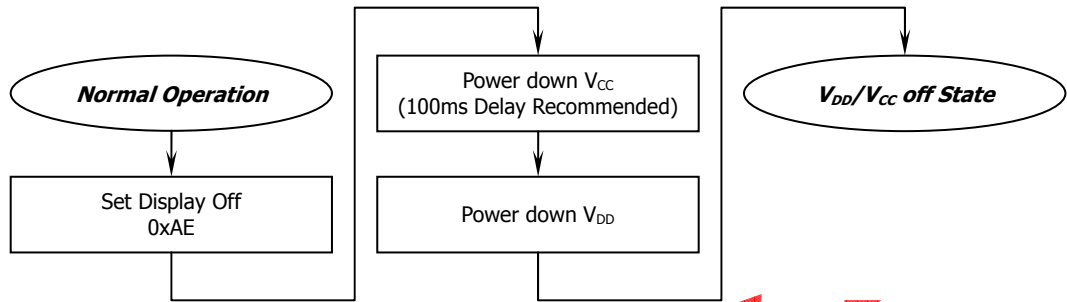 Normal Operation
Set Display Off
0xAE
Power down VCC
(100ms Delay Recommended)
Power down VDD
VDD/VCC off State